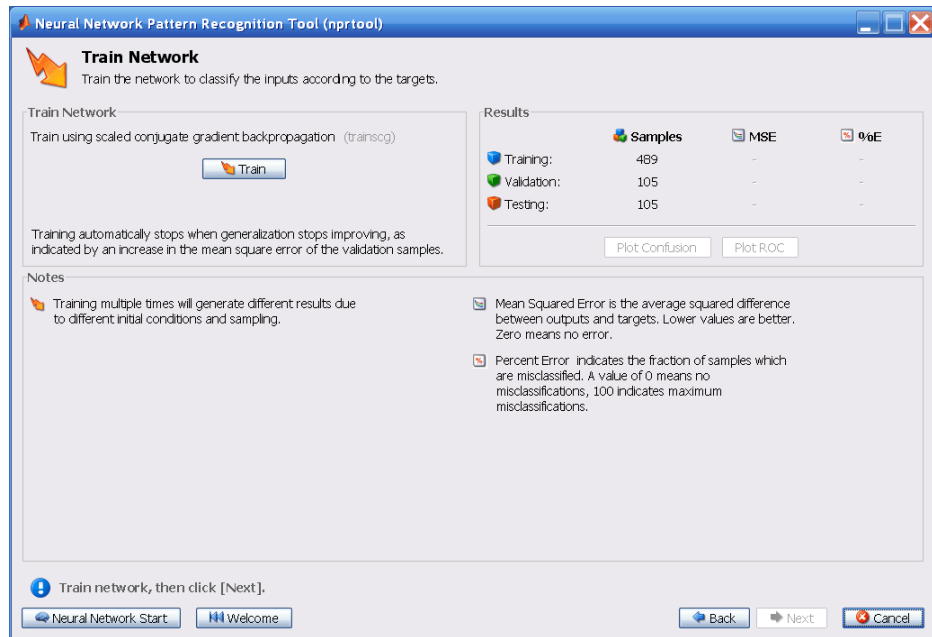 Neural Network Pattern Recognition Tool (nprtool)
Train Network
Train the network to classify the inputs according to the targets.
Train Network
Train using scaled conjugate gradient backpropagation (trainscg)
Train
Training automatically stops when generalization stops improving, as
indicated by an increase in the mean square error of the validation samples.
Results
Samples MSE %E
Training: 489 - -
Validation: 105 - -
Testing: 105 - -
Plot Confusion Plot ROC
Notes
Training multiple times will generate different results due
to different initial conditions and sampling.
Mean Squared Error is the average squared difference
between outputs and targets. Lower values are better.
Zero means no error.
Percent Error indicates the fraction of samples which
are misclassified. A value of 0 means no
misclassifications, 100 indicates maximum
misclassifications.
Train network, then click [Next].
Neural Network Start Welcome Back Next Cancel